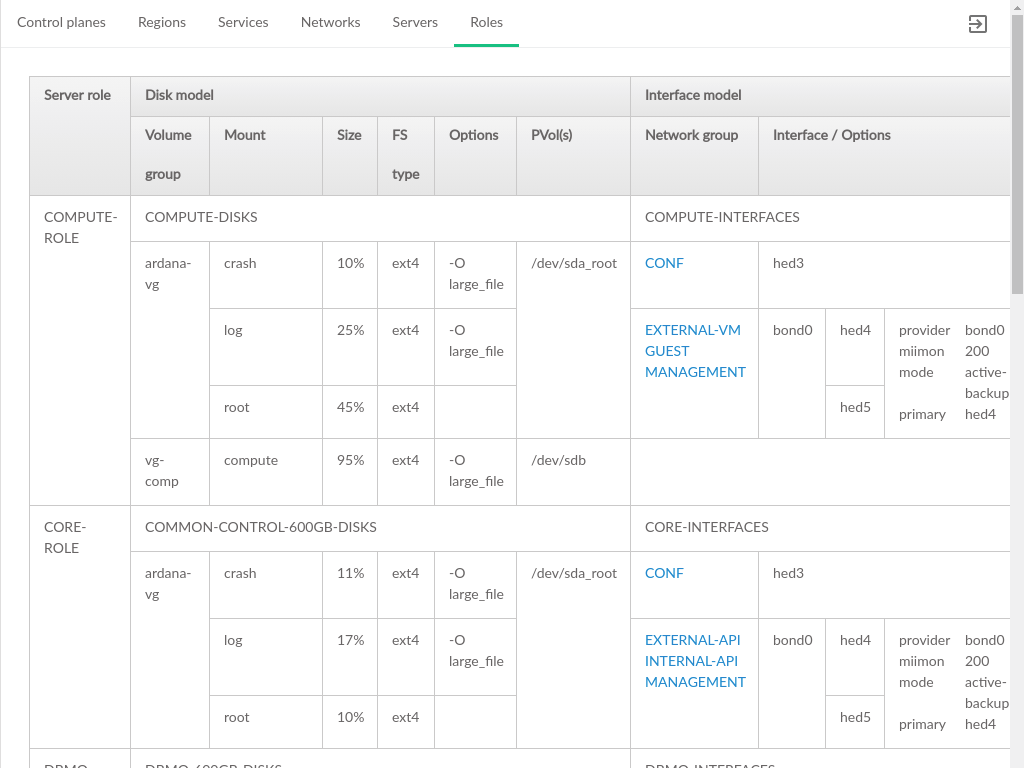 Control planes Regions Services Networks Servers Roles
Server role Disk model Interface model
Volume group Mount Size FS type Options PVol(s) Network group Interface / Options
COMPUTE-
ROLE
COMPUTE-DISKS COMPUTE-INTERFACES
ardana- crash 10% ext4 -O /dev/sda_root CONF hed3
vg large_file
log 25% ext4 -O EXTERNAL-VM bond0 hed4 provider bond0
large_file GUEST miimon 200
MANAGEMENT mode active-
backup
root 45% ext4 hed5 primary hed4
vg- compute 95% ext4 -O /dev/sdb
comp large_file
CORE-
ROLE
COMMON-CONTROL-600GB-DISKS CORE-INTERFACES
ardana- crash 11% ext4 -O /dev/sda_root CONF hed3
vg large_file
log 17% ext4 -O EXTERNAL-API bond0 hed4 provider bond0
large_file INTERNAL-API miimon 200
MANAGEMENT mode active-
backup
root 10% ext4 hed5 primary hed4
DBMQ- DBMQ-600GB-DISKS DBMQ-INTERFACES